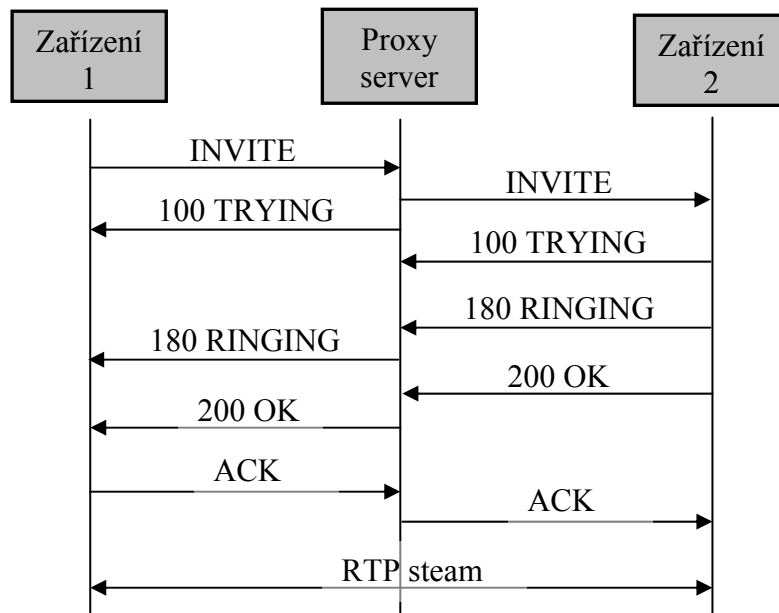 Zařízení
1
Proxy
server
Zařízení
2
INVITE
INVITE
100 TRYING
100 TRYING
180 RINGING
180 RINGING
200 OK
200 OK
ACK
ACK
RTP steam